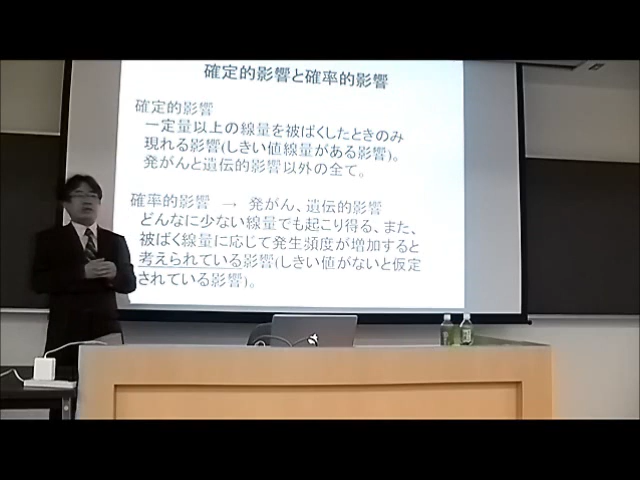 確定的影響と確率的影響
確定的影響
一定量以上の線量を被ばくしたときのみ
現れる影響(しきい値線量がある影響)。
発がんと遺伝的影響以外の全て。
確率的影響 → 発がん、遺伝的影響
どんなに少ない線量でも起こり得る、また、
被ばく線量に応じて発生頻度が増加すると
考えられている影響(しきい値がないと仮定
されている影響)。